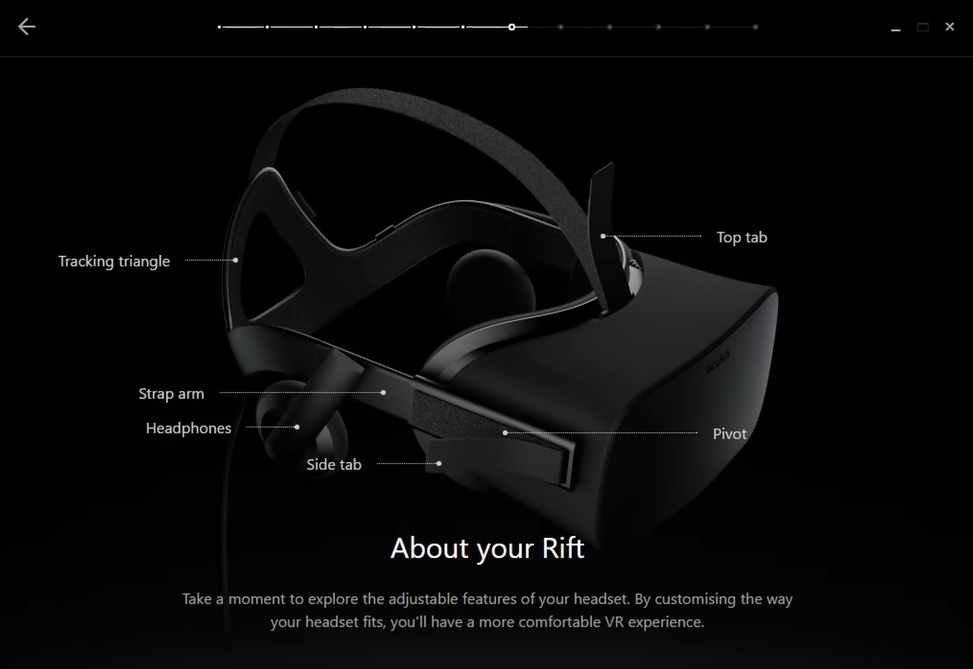 Top tab
Tracking triangle
oculus
Strap arm
Headphones
Pivot
Side tab
About your Rift
Take a moment to explore the adjustable features of your headset. By customising the way
your headset fits, you'll have a more comfortable VR experience.